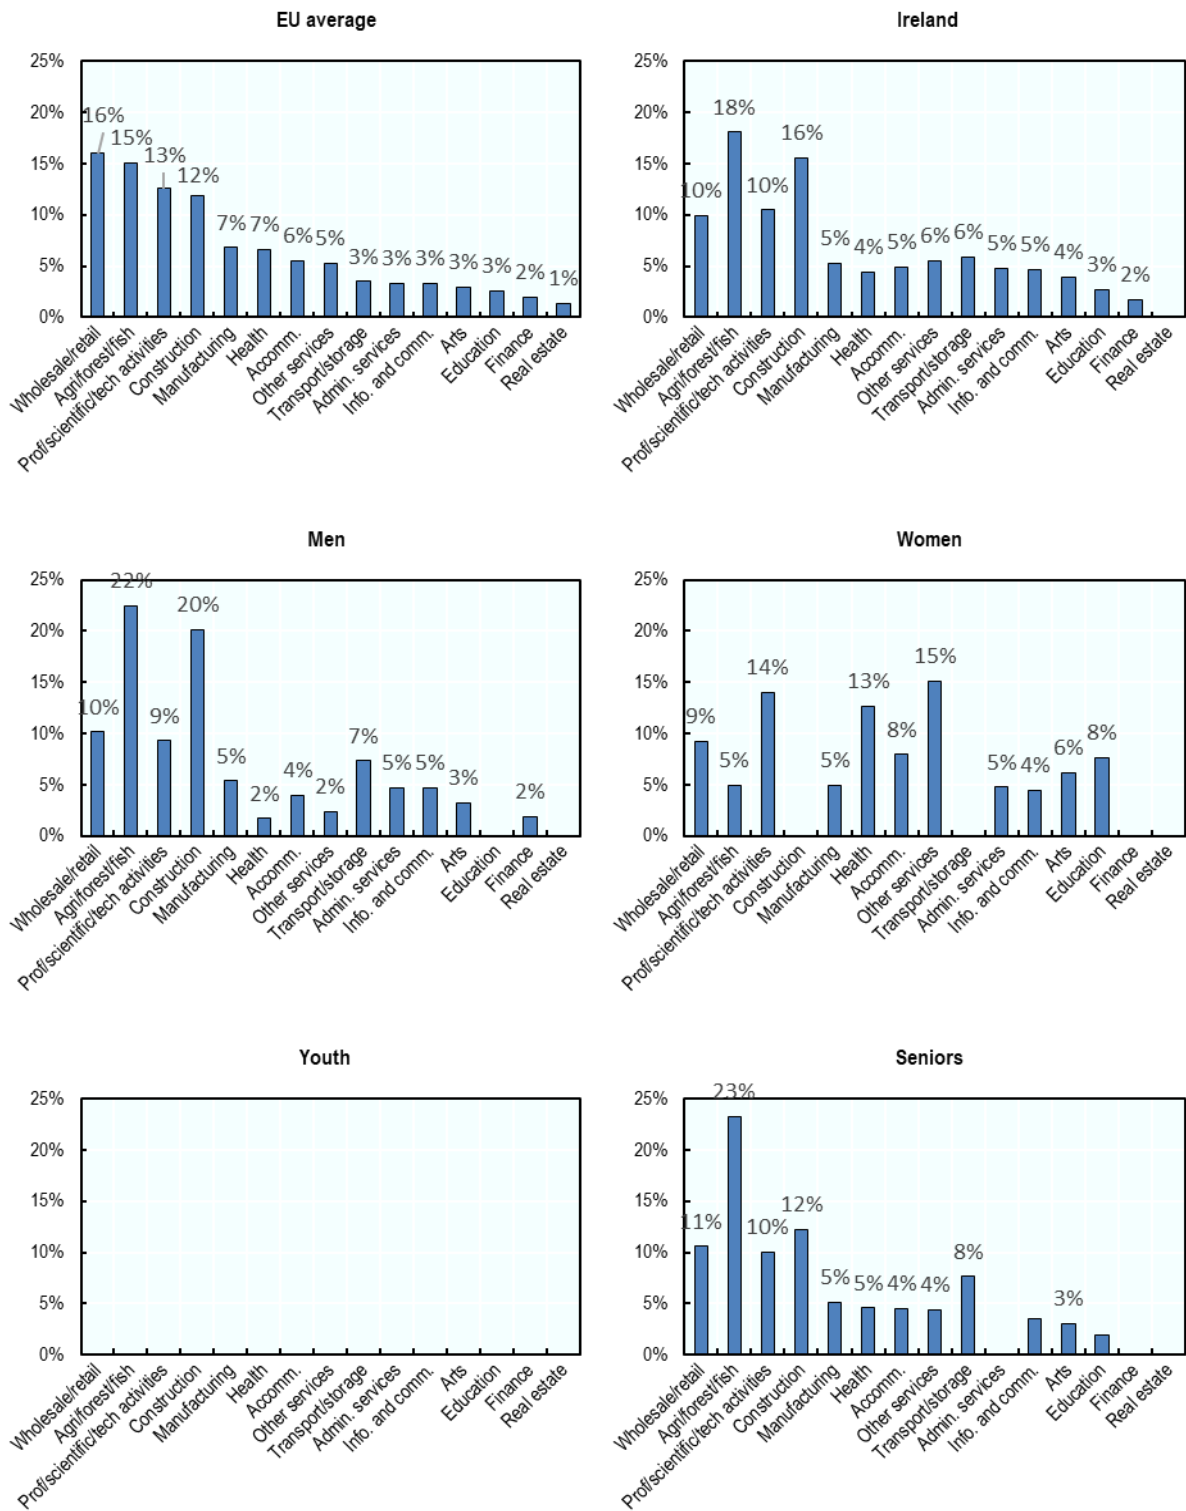 EU average
25%
20%
15%
10%
5%
0%
16%
15%
13%
12%
7%
7%
6%
5%
3%
3%
3%
3%
3%
2%
1%
Wholesale/retail
Agri/forest/fish
Prof/scientific/tech activities
Construction
Manufacturing
Health
Accomm.
Other services
Transport/storage
Admin. services
Info. and comm.
Arts
Education
Finance
Real estate
Ireland
25%
20%
15%
10%
5%
0%
10%
18%
10%
16%
5%
4%
5%
6%
6%
5%
5%
4%
3%
2%
Wholesale/retail
Agri/forest/fish
Prof/scientific/tech activities
Construction
Manufacturing
Health
Accomm.
Other services
Transport/storage
Admin. services
Info. and comm.
Arts
Education
Finance
Real estate
Men
25%
20%
15%
10%
5%
0%
10%
22%
9%
20%
5%
2%
4%
2%
7%
5%
5%
3%
2%
Wholesale/retail
Agri/forest/fish
Prof/scientific/tech activities
Construction
Manufacturing
Health
Accomm.
Other services
Transport/storage
Admin. services
Info. and comm.
Arts
Education
Finance
Real estate
Women
25%
20%
15%
10%
5%
0%
9%
5%
14%
5%
13%
8%
15%
5%
4%
6%
8%
Wholesale/retail
Agri/forest/fish
Prof/scientific/tech activities
Construction
Manufacturing
Health
Accomm.
Other services
Transport/storage
Admin. services
Info. and comm.
Arts
Education
Finance
Real estate
Youth
25%
20%
15%
10%
5%
0%
Wholesale/retail
Agri/forest/fish
Prof/scientific/tech activities
Construction
Manufacturing
Health
Accomm.
Other services
Transport/storage
Admin. services
Info. and comm.
Arts
Education
Finance
Real estate
Seniors
25%
20%
15%
10%
5%
0%
11%
23%
10%
12%
5%
5%
4%
4%
8%
3%
Wholesale/retail
Agri/forest/fish
Prof/scientific/tech activities
Construction
Manufacturing
Health
Accomm.
Other services
Transport/storage
Admin. services
Info. and comm.
Arts
Education
Finance
Real estate